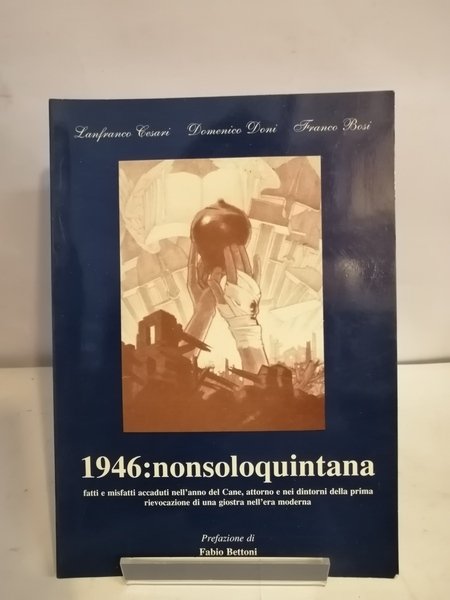 Lanfranco Cesari Domenico Doni Franco Bosi
1946:nonsoloquintana
fatti e misfatti accaduti nell'anno del Cane, attorno e nei dintorni della prima
rievocazione di una giostra nell'era moderna
Prefazione di
Fabio Bettoni